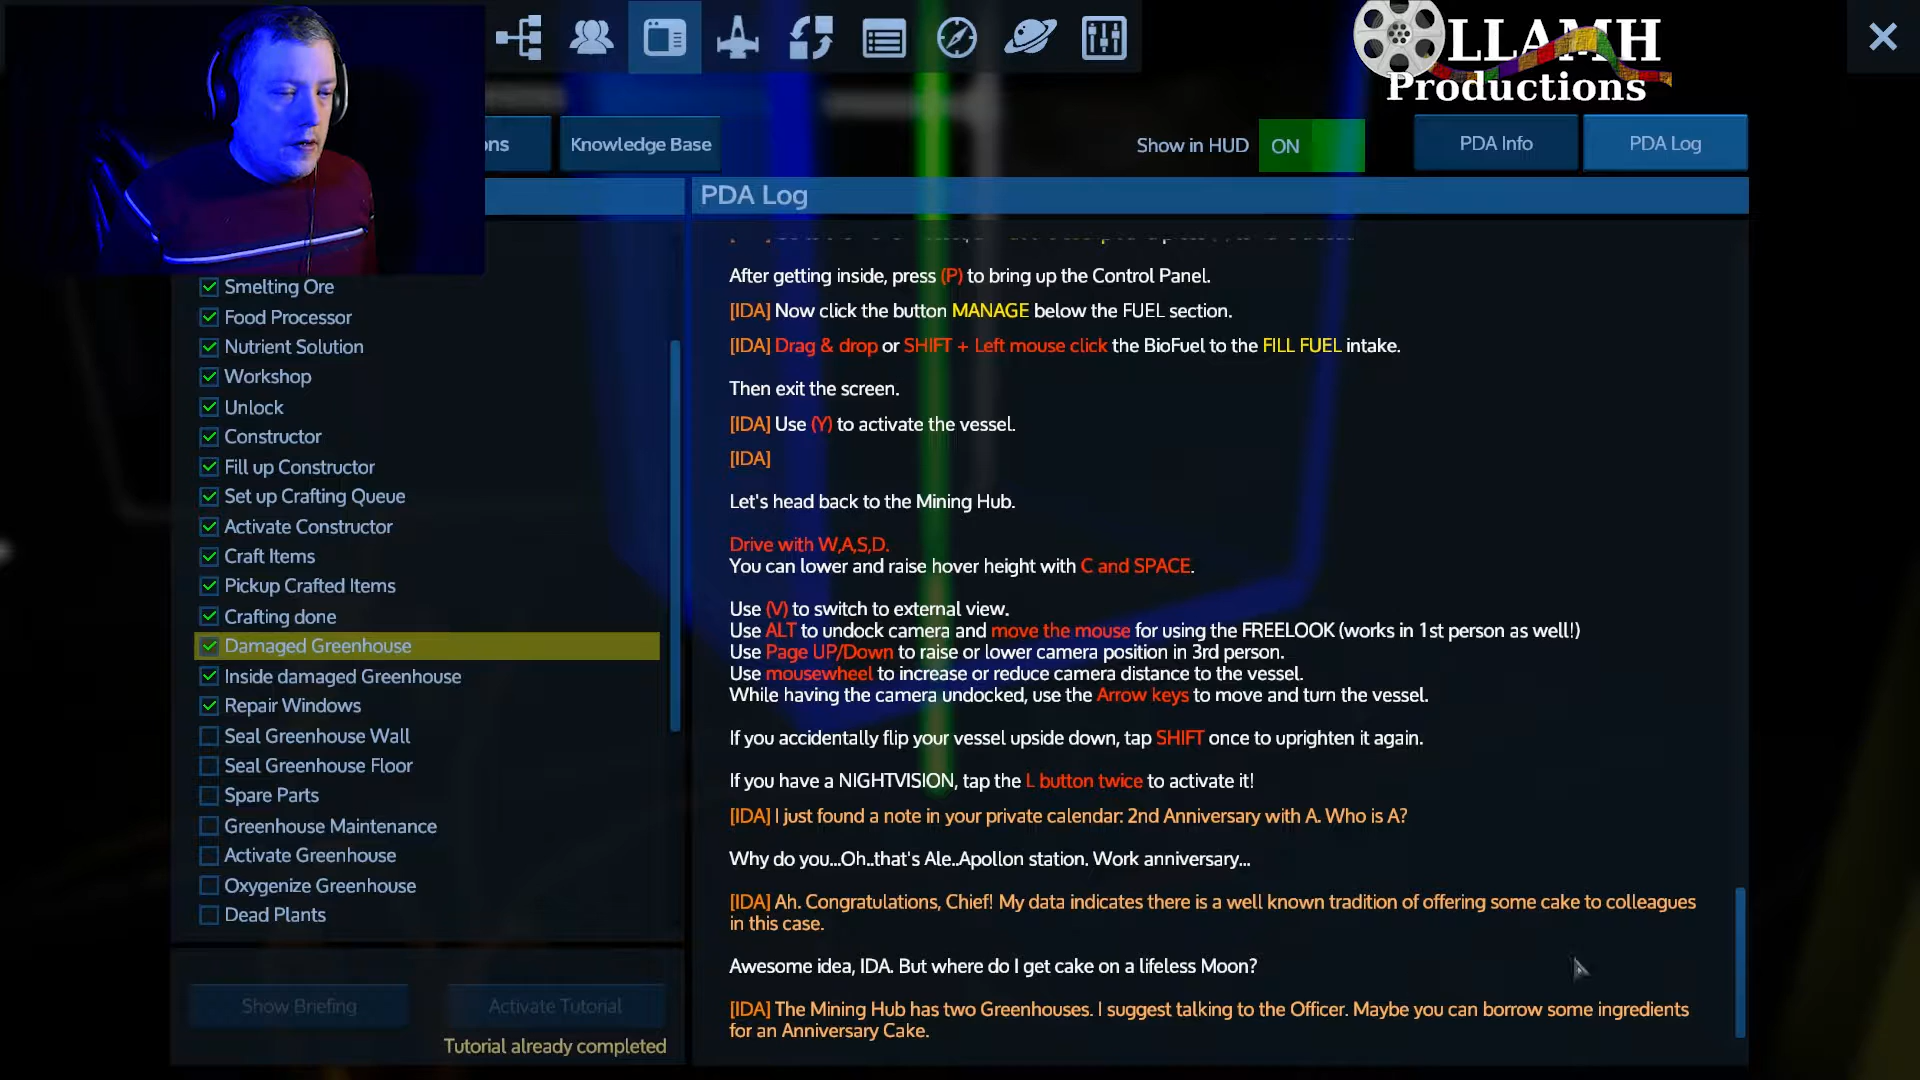 LLAMH
Productions
ons
Knowledge Base
Show in HUD
ON
PDA Info
PDA Log
PDA Log
Smelting Ore
Food Processor
Nutrient Solution
Workshop
Unlock
Constructor
Fill up Constructor
Set up Crafting Queue
Activate Constructor
Craft Items
Pickup Crafted Items
Crafting done
Damaged Greenhouse
Inside damaged Greenhouse
Repair Windows
Seal Greenhouse Wall
Seal Greenhouse Floor
Spare Parts
Greenhouse Maintenance
Activate Greenhouse
Oxygenize Greenhouse
Dead Plants
Show Briefing
Activate Tutorial
Tutorial already completed
After getting inside, press (P) to bring up the Control Panel.
[IDA] Now click the button MANAGE below the FUEL section.
[IDA] Drag & drop or SHIFT + Left mouse click the BioFuel to the FILL FUEL intake.
Then exit the screen.
[IDA] Use (Y) to activate the vessel.
[IDA]
Let's head back to the Mining Hub.
Drive with W,A,S,D.
You can lower and raise hover height with C and SPACE.
Use (V) to switch to external view.
Use ALT to undock camera and move the mouse for using the FREELOOK (works in 1st person as well!)
Use Page UP/Down to raise or lower camera position in 3rd person.
Use mousewheel to increase or reduce camera distance to the vessel.
While having the camera undocked, use the Arrow keys to move and turn the vessel.
If you accidentally flip your vessel upside down, tap SHIFT once to uprighten it again.
If you have a NIGHTVISION, tap the L button twice to activate it!
[IDA] I just found a note in your private calendar: 2nd Anniversary with A. Who is A?
Why do you...Oh..that's Ale..Apollon station. Work anniversary...
[IDA] Ah. Congratulations, Chief! My data indicates there is a well known tradition of offering some cake to colleagues
in this case.
Awesome idea, IDA. But where do I get cake on a lifeless Moon?
[IDA] The Mining Hub has two Greenhouses. I suggest talking to the Officer. Maybe you can borrow some ingredients
for an Anniversary Cake.